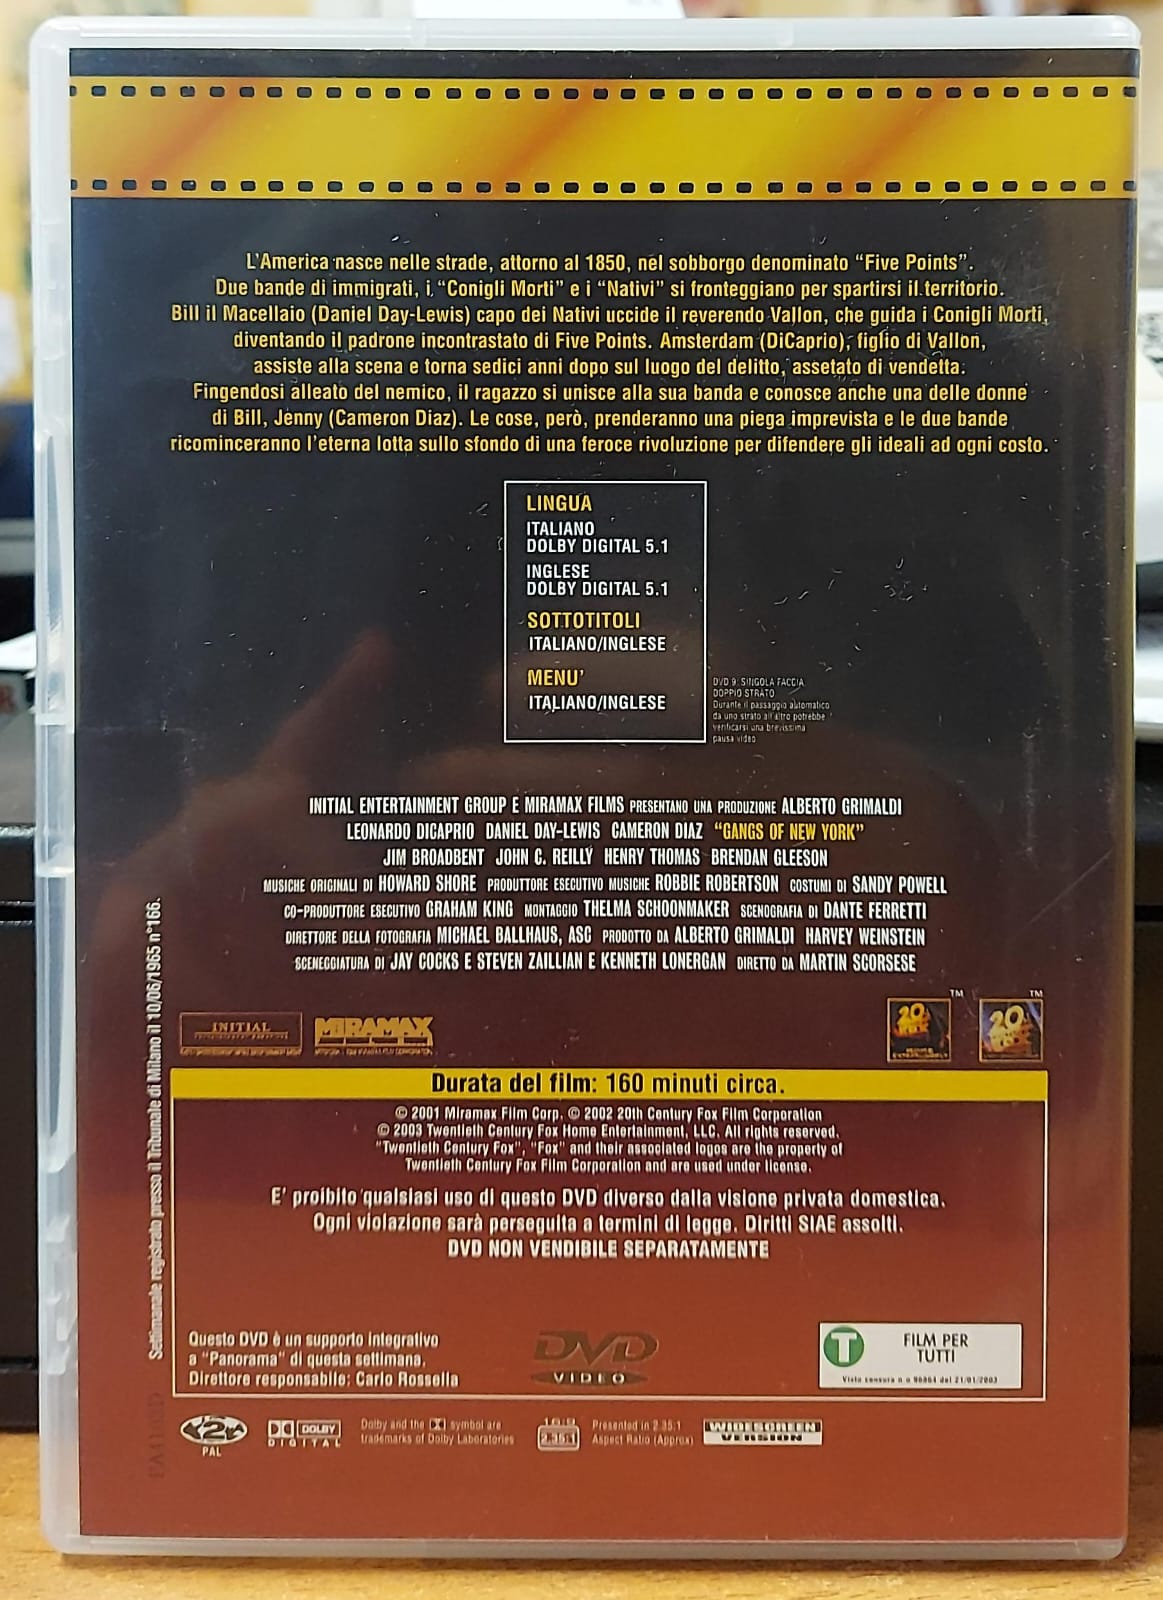 L'America nasce nelle strade, attorno al 1850, nel sobborgo denominato "Five Points".
Due bande di immigrati, i "Conigli Morti" e i "Nativi" si fronteggiano per spartirsi il territorio.
Bill il Macellaio (Daniel Day-Lewis) capo dei Nativi uccide il reverendo Vallon, che guida i Conigli Morti,
diventando il padrone incontrastato di Five Points. Amsterdam (DiCaprio), figlio di Vallon,
assiste alla scena e torna sedici anni dopo sul luogo del delitto, assetato di vendetta.
Fingendosi alleato del nemico, il ragazzo si unisce alla sua banda e conosce anche una delle donne
di Bill, Jenny (Cameron Diaz). Le cose, però, prenderanno una piega imprevista e le due bande
ricominceranno l'eterna lotta sullo sfondo di una feroce rivoluzione per difendere gli ideali ad ogni costo.
LINGUA
ITALIANO
DOLBY DIGITAL 5.1
INGLESE
DOLBY DIGITAL 5.1
SOTTOTITOLI
ITALIANO/INGLESE
MENU'
ITALIANO/INGLESE
DVD 9: SINGOLA FACCIA
DOPPIO STRATO
Durante il passaggio automatico
da uno strato all'altro potrebbe
verificarsi una brevissima
pausa video
INITIAL ENTERTAINMENT GROUP E MIRAMAX FILMS PRESENTANO UNA PRODUZIONE ALBERTO GRIMALDI
LEONARDO DICAPRIO DANIEL DAY-LEWIS CAMERON DIAZ "GANGS OF NEW YORK"
JIM BROADBENT JOHN C. REILLY HENRY THOMAS BRENDAN GLEESON
MUSICHE ORIGINALI DI HOWARD SHORE PRODUTTORE ESECUTIVO MUSICHE ROBBIE ROBERTSON COSTUMI DI SANDY POWELL
CO-PRODUTTORE ESECUTIVO GRAHAM KING MONTAGGIO THELMA SCHOONMAKER SCENOGRAFIA DI DANTE FERRETTI
DIRETTORE DELLA FOTOGRAFIA MICHAEL BALLHAUS, ASC PRODOTTO DA ALBERTO GRIMALDI HARVEY WEINSTEIN
SCENEGGIATURA DI JAY COCKS E STEVEN ZAILLIAN E KENNETH LONERGAN DIRETTO DA MARTIN SCORSESE
Settimanale registrato presso il Tribunale di Milano il 10/06/1965 n°166.
INITIAL
MIRAMAX
20th TM
20th TM
Durata del film: 160 minuti circa.
© 2001 Miramax Film Corp. © 2002 20th Century Fox Film Corporation
© 2003 Twentieth Century Fox Home Entertainment, LLC. All rights reserved.
"Twentieth Century Fox", "Fox" and their associated logos are the property of
Twentieth Century Fox Film Corporation and are used under license.
E' proibito qualsiasi uso di questo DVD diverso dalla visione privata domestica.
Ogni violazione sarà perseguita a termini di legge. Diritti SIAE assolti.
DVD NON VENDIBILE SEPARATAMENTE
Questo DVD è un supporto integrativo
a "Panorama" di questa settimana.
Direttore responsabile: Carlo Rossella
DVD
VIDEO
T
FILM PER
TUTTI
Visto censura n.o 96864 del 21/01/2003
2
PAL
DOLBY
DIGITAL
Dolby and the symbol are
trademarks of Dolby Laboratories
16:9
2.35:1
Presented in 2.35:1
Aspect Ratio (Approx)
WIDESCREEN
VERSION